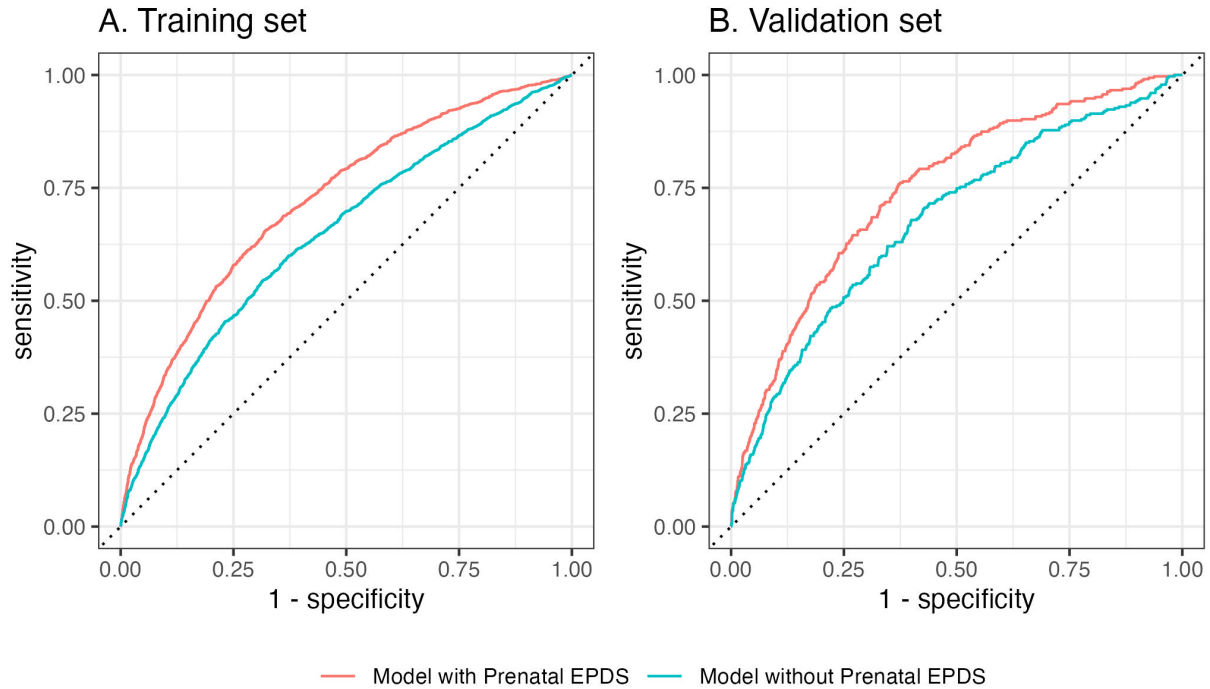 A. Training set
B. Validation set
1.00
0.75
0.50
0.25
0.00
sensitivity
0.00 0.25 0.50 0.75 1.00
1 - specificity
1.00
0.75
0.50
0.25
0.00
sensitivity
0.00 0.25 0.50 0.75 1.00
1 - specificity
Model with Prenatal EPDS Model without Prenatal EPDS